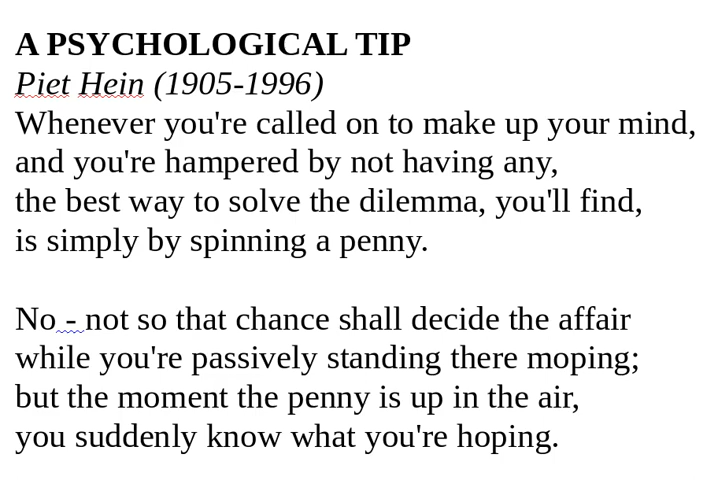 A PSYCHOLOGICAL TIP
Piet Hein (1905-1996)
Whenever you're called on to make up your mind,
and you're hampered by not having any,
the best way to solve the dilemma, you'll find,
is simply by spinning a penny.

No - not so that chance shall decide the affair
while you're passively standing there moping;
but the moment the penny is up in the air,
you suddenly know what you're hoping.